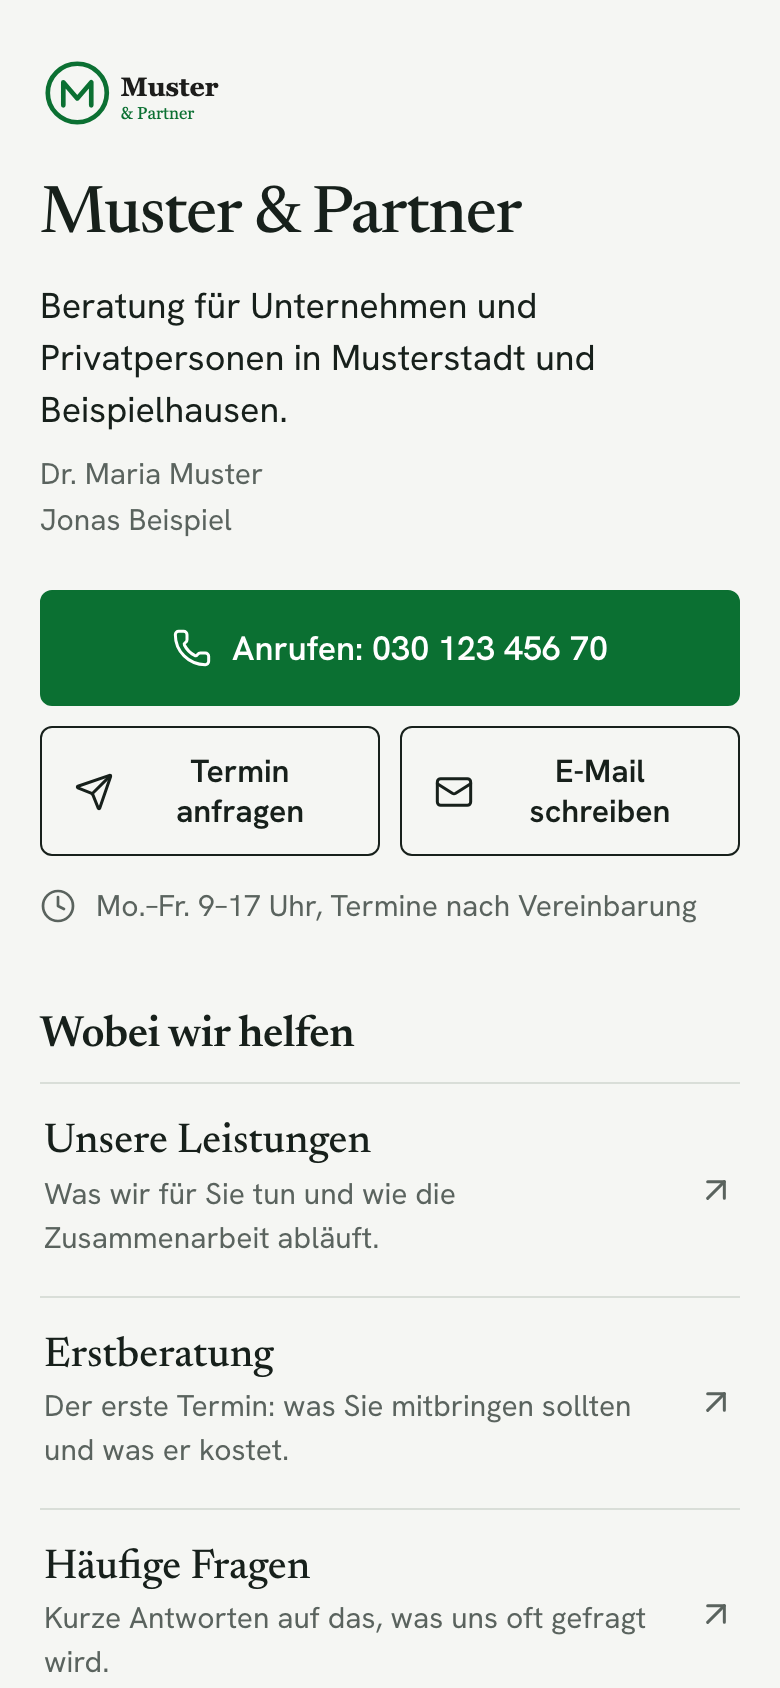 M
Muster
& Partner
Muster & Partner
Beratung für Unternehmen und
Privatpersonen in Musterstadt und
Beispielhausen.
Dr. Maria Muster
Jonas Beispiel
Anrufen: 030 123 456 70
Termin
anfragen
E-Mail
schreiben
Mo.–Fr. 9–17 Uhr, Termine nach Vereinbarung
Wobei wir helfen
Unsere Leistungen
Was wir für Sie tun und wie die
Zusammenarbeit abläuft.
Erstberatung
Der erste Termin: was Sie mitbringen sollten
und was er kostet.
Häufige Fragen
Kurze Antworten auf das, was uns oft gefragt
wird.